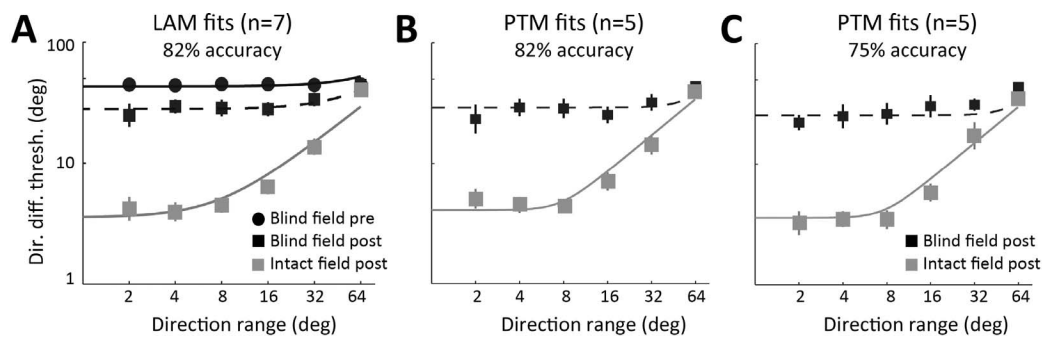 A
LAM fits (n=7)
82% accuracy
Dir. diff. thresh. (deg)
100
10
1
Blind field pre
Blind field post
Intact field post
2 4 8 16 32 64
Direction range (deg)
B
PTM fits (n=5)
82% accuracy
2 4 8 16 32 64
Direction range (deg)
C
PTM fits (n=5)
75% accuracy
Blind field post
Intact field post
2 4 8 16 32 64
Direction range (deg)